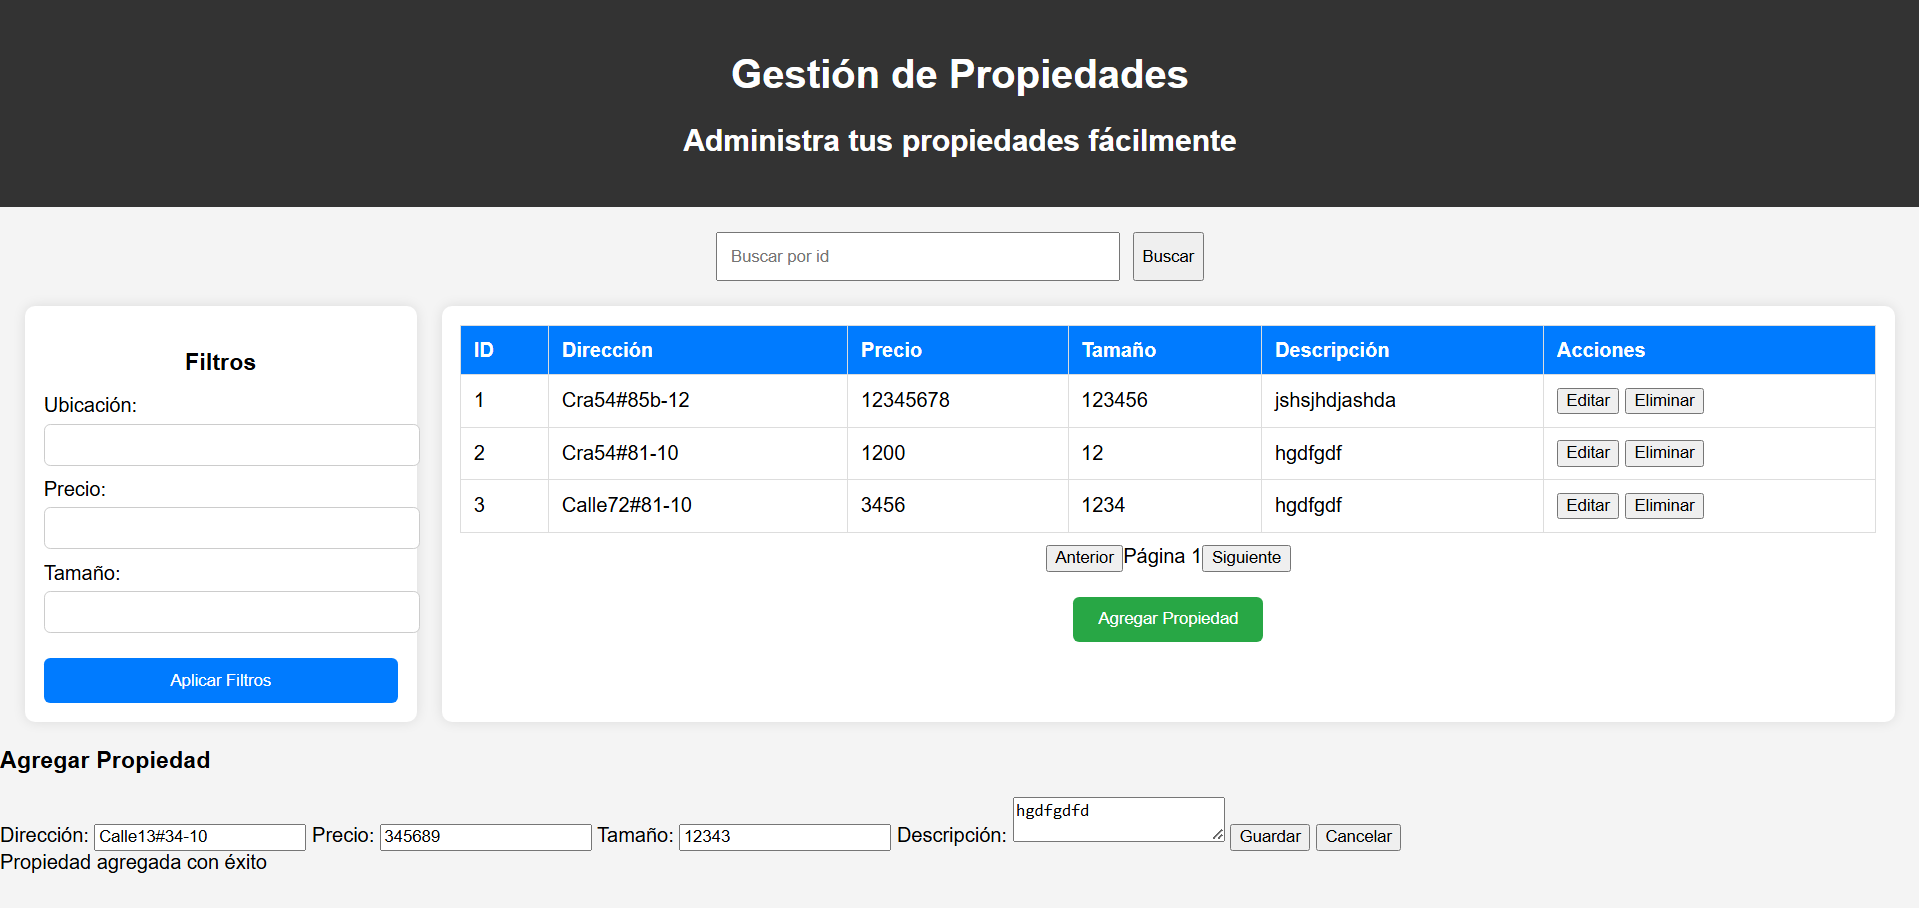 Gestión de Propiedades
Administra tus propiedades fácilmente
Buscar por id Buscar
Filtros
Ubicación:
Precio:
Tamaño:
Aplicar Filtros
ID Dirección Precio Tamaño Descripción Acciones
1 Cra54#85b-12 12345678 123456 jshsjhdjashda Editar Eliminar
2 Cra54#81-10 1200 12 hgdfgdf Editar Eliminar
3 Calle72#81-10 3456 1234 hgdfgdf Editar Eliminar
Anterior Página 1 Siguiente
Agregar Propiedad
Agregar Propiedad
Dirección: Calle13#34-10 Precio: 345689 Tamaño: 12343 Descripción: hgdfgdfd Guardar Cancelar
Propiedad agregada con éxito